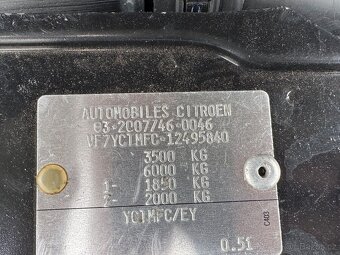 AUTOMOBILES CITROEN
e3*2007/46*0046
VF7YC1MFC*12495840
3500 KG
6000 KG
1- 1850 KG
2- 2000 KG
YC1MFC/EY
0.51
CAB3